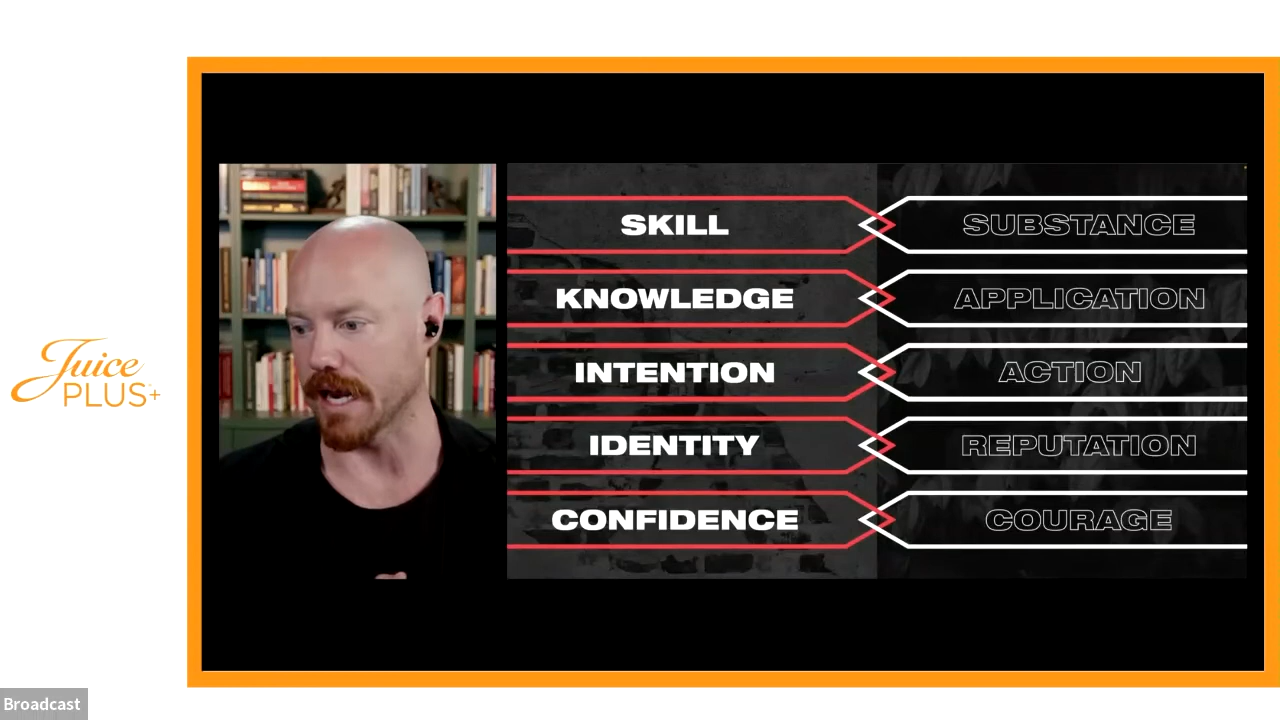 SKILL
SUBSTANCE
KNOWLEDGE
APPLICATION
INTENTION
ACTION
IDENTITY
REPUTATION
CONFIDENCE
COURAGE
Juice
PLUS+
Broadcast